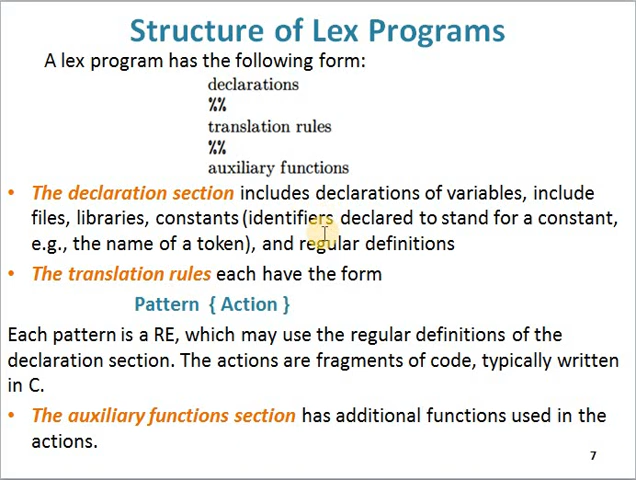 Structure of Lex Programs
A lex program has the following form:
declarations
%%
translation rules
%%
auxiliary functions
• The declaration section includes declarations of variables, include
files, libraries, constants (identifiers declared to stand for a constant,
e.g., the name of a token), and regular definitions
• The translation rules each have the form
Pattern { Action }
Each pattern is a RE, which may use the regular definitions of the
declaration section. The actions are fragments of code, typically written
in C.
• The auxiliary functions section has additional functions used in the
actions.
7